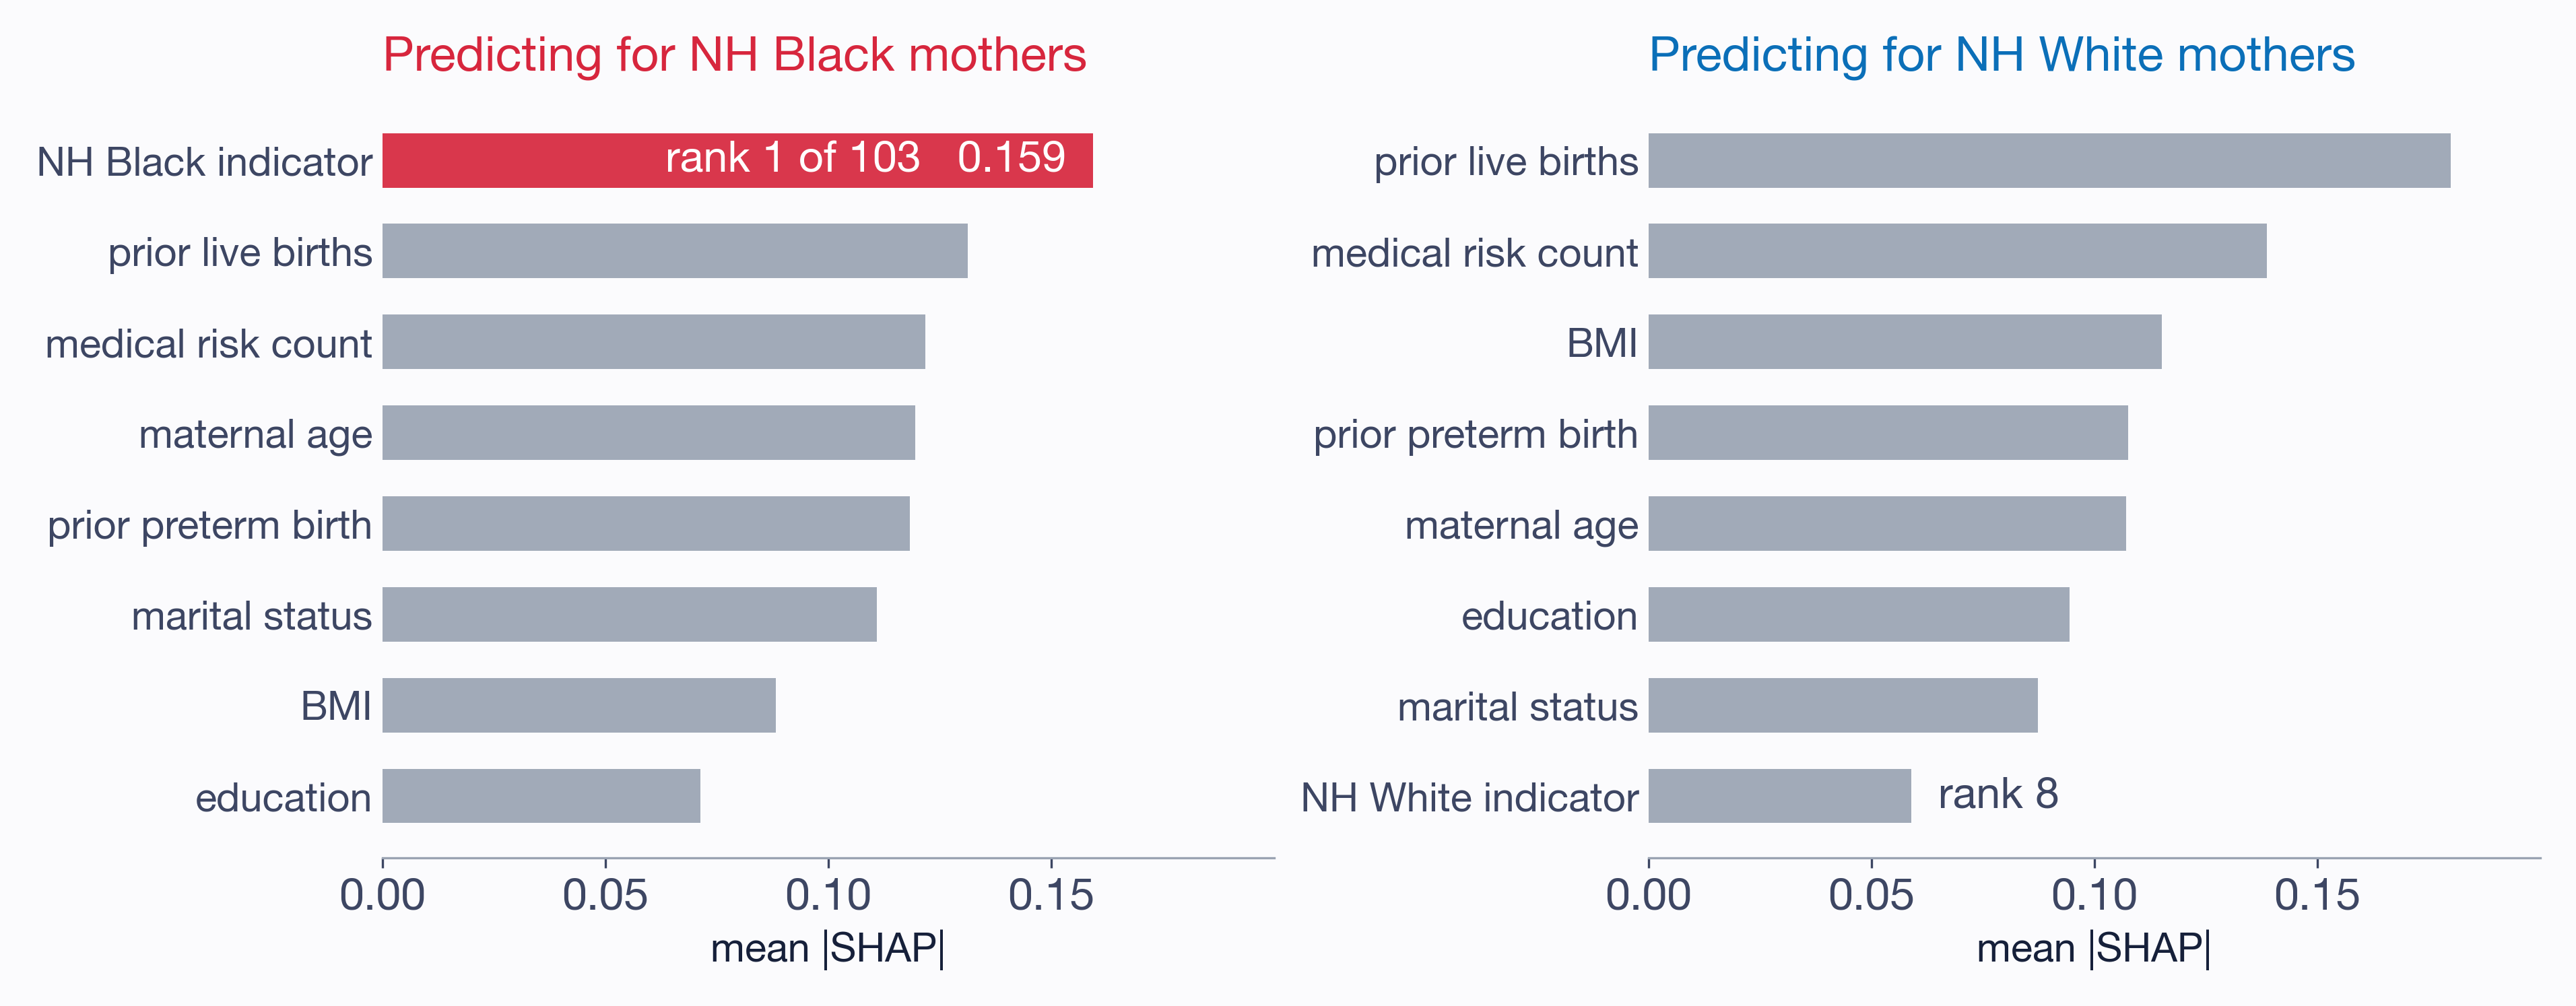 Predicting for NH Black mothers
NH Black indicator
rank 1 of 103 0.159
prior live births
medical risk count
maternal age
prior preterm birth
marital status
BMI
education
0.00 0.05 0.10 0.15
mean |SHAP|
Predicting for NH White mothers
prior live births
medical risk count
BMI
prior preterm birth
maternal age
education
marital status
NH White indicator
rank 8
0.00 0.05 0.10 0.15
mean |SHAP|